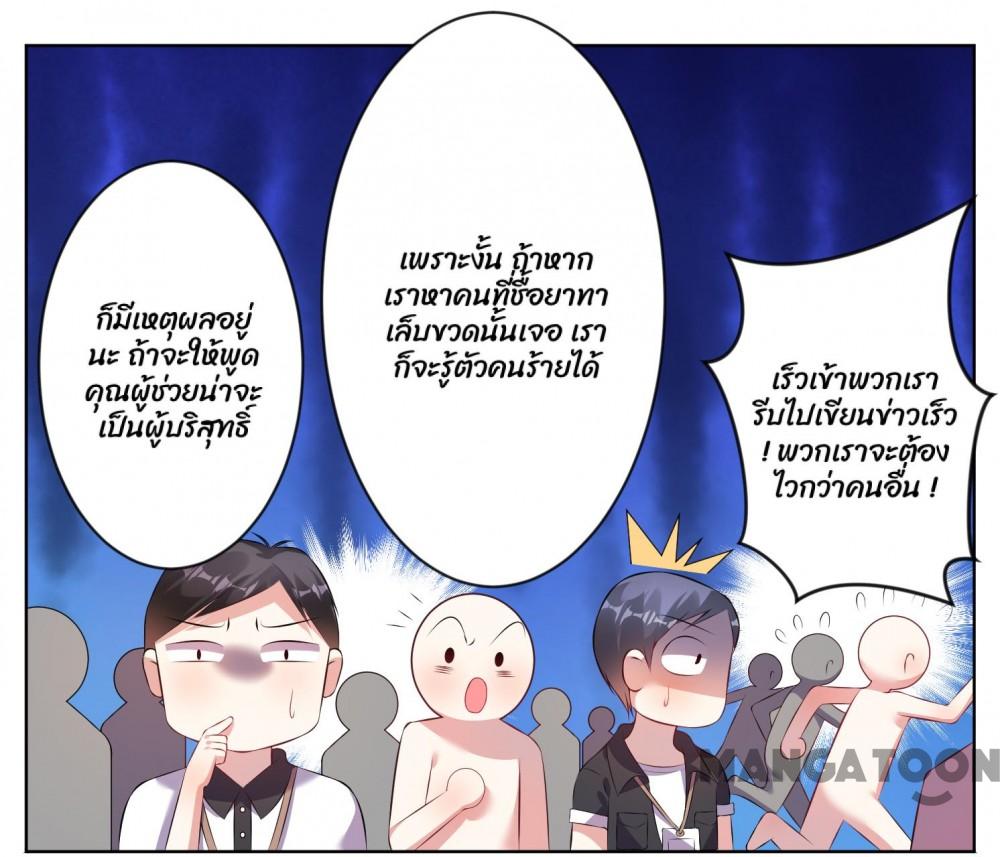 ก็มีเหตุผลอยู่
นะ ถ้าจะให้พูด
คุณผู้ช่วยน่าจะ
เป็นผู้บริสุทธิ์
เพราะงั้น ถ้าหาก
เราหาคนที่ซื้อยาทา
เล็บขวดนั้นเจอ เรา
ก็จะรู้ตัวคนร้ายได้
เร็วเข้าพวกเรา
รีบไปเขียนข่าวเร็ว
! พวกเราจะต้อง
ไวกว่าคนอื่น !
MANGATOON